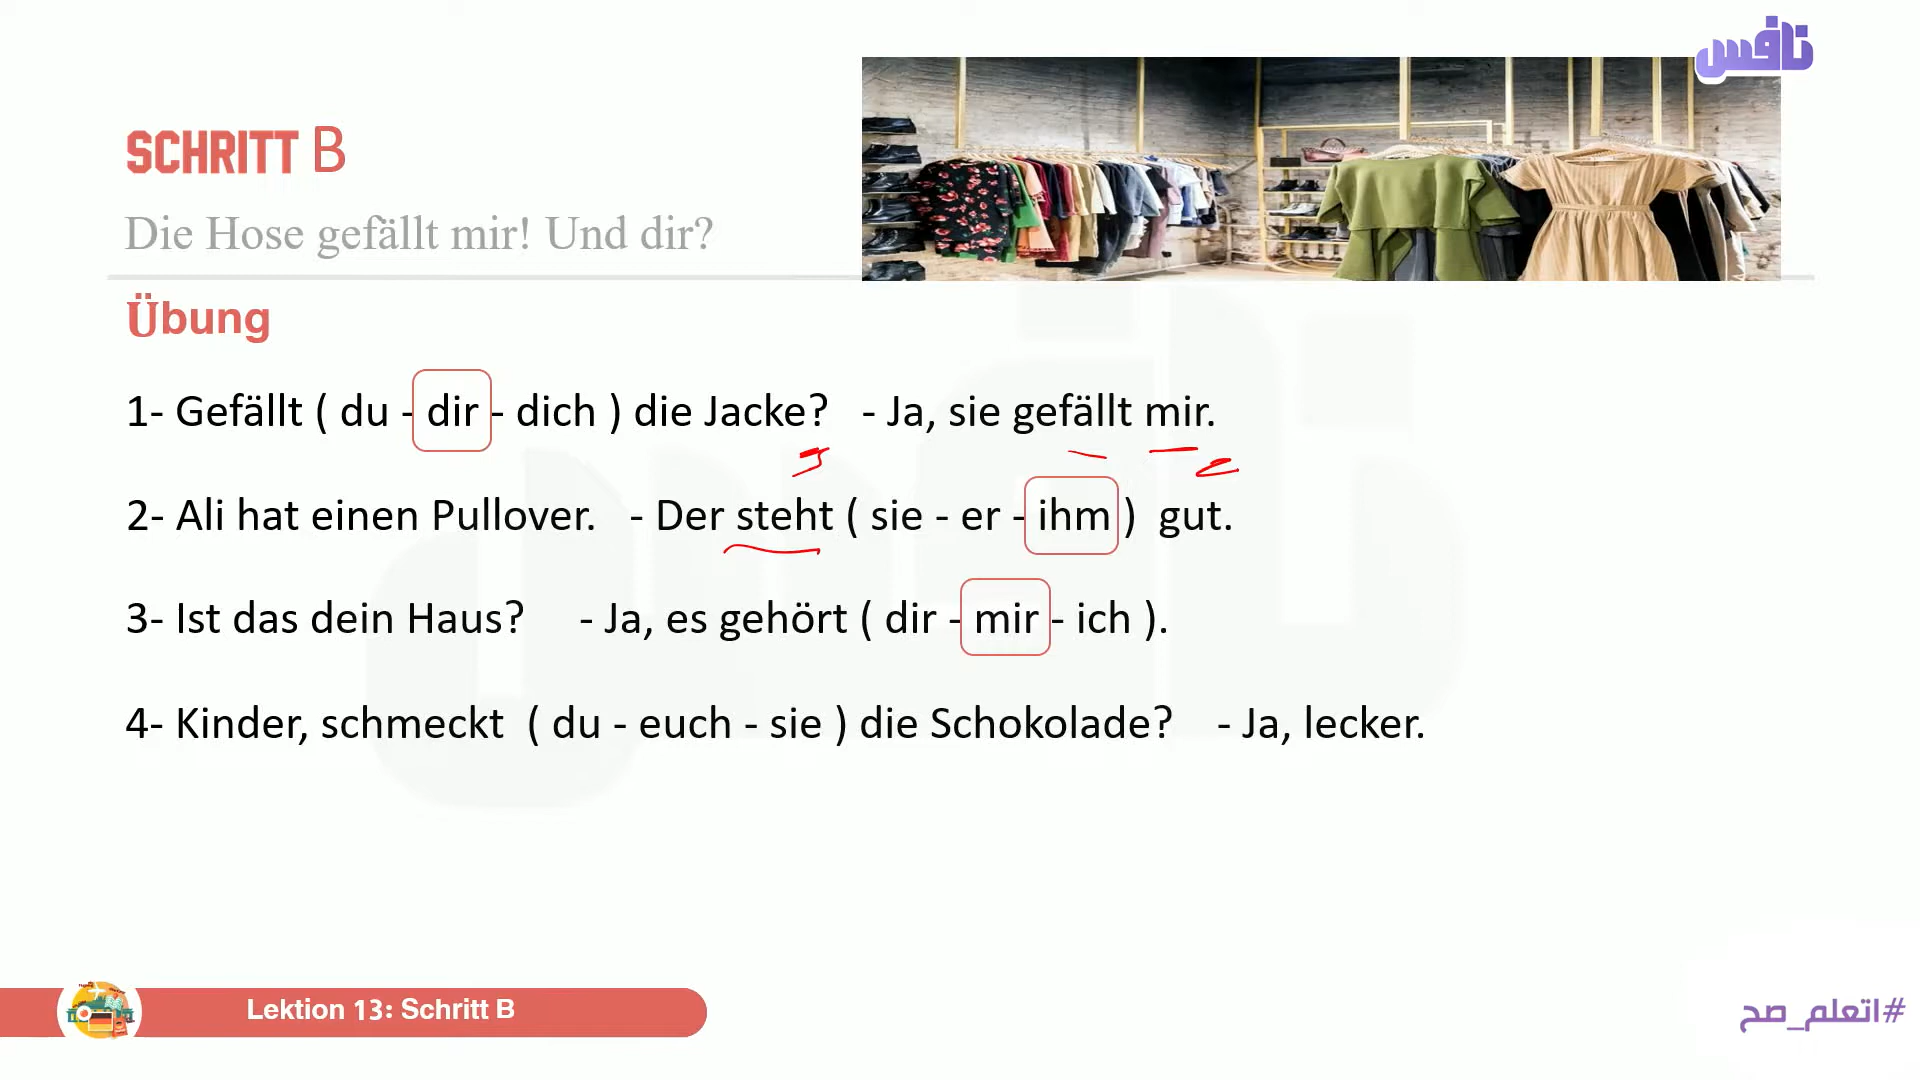 نافس
SCHRITT B
Die Hose gefällt mir! Und dir?
Übung
1- Gefällt ( du - dir - dich ) die Jacke? - Ja, sie gefällt mir.
2- Ali hat einen Pullover. - Der steht ( sie - er - ihm ) gut.
3- Ist das dein Haus? - Ja, es gehört ( dir - mir - ich ).
4- Kinder, schmeckt ( du - euch - sie ) die Schokolade? - Ja, lecker.
Lektion 13: Schritt B
#اتعلم_صح